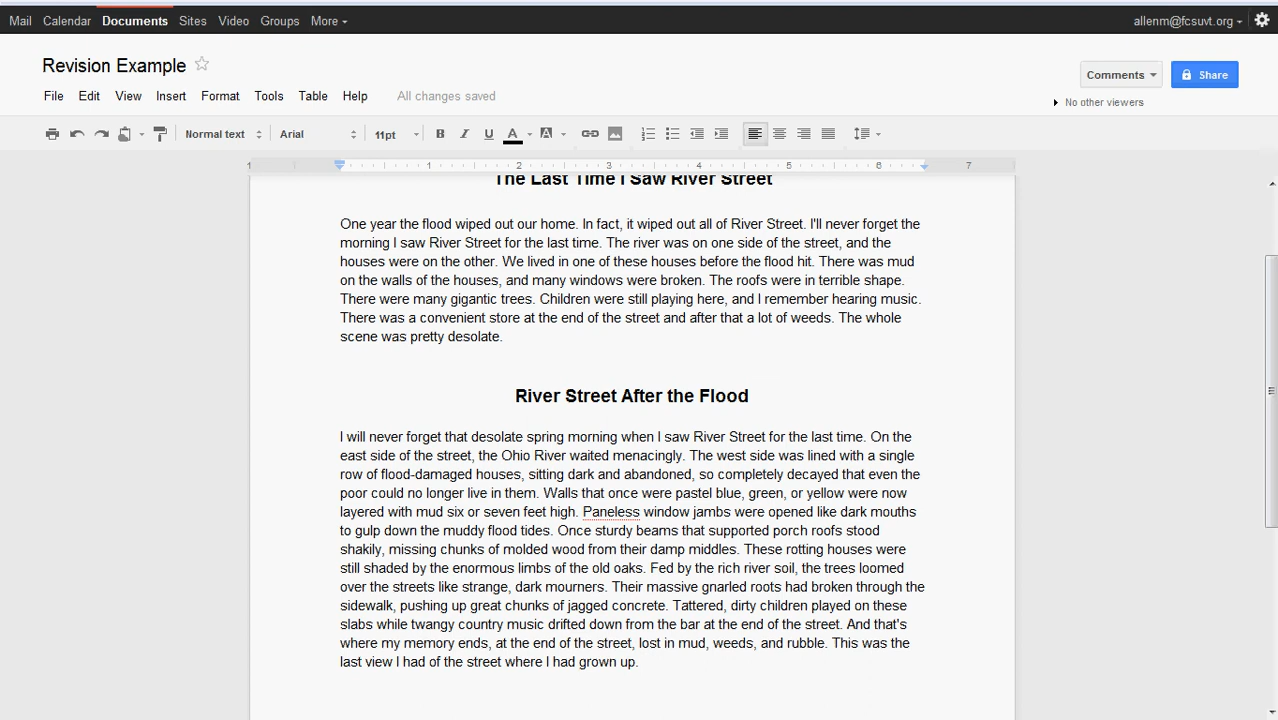 Mail Calendar Documents Sites Video Groups More allenm@fcsuvt.org
Revision Example
Comments Share
File Edit View Insert Format Tools Table Help All changes saved
No other viewers
Normal text Arial 11pt B I U A A
1 1 2 3 4 5 6 7
The Last Time I Saw River Street
One year the flood wiped out our home. In fact, it wiped out all of River Street. I'll never forget the
morning I saw River Street for the last time. The river was on one side of the street, and the
houses were on the other. We lived in one of these houses before the flood hit. There was mud
on the walls of the houses, and many windows were broken. The roofs were in terrible shape.
There were many gigantic trees. Children were still playing here, and I remember hearing music.
There was a convenient store at the end of the street and after that a lot of weeds. The whole
scene was pretty desolate.
River Street After the Flood
I will never forget that desolate spring morning when I saw River Street for the last time. On the
east side of the street, the Ohio River waited menacingly. The west side was lined with a single
row of flood-damaged houses, sitting dark and abandoned, so completely decayed that even the
poor could no longer live in them. Walls that once were pastel blue, green, or yellow were now
layered with mud six or seven feet high. Paneless window jambs were opened like dark mouths
to gulp down the muddy flood tides. Once sturdy beams that supported porch roofs stood
shakily, missing chunks of molded wood from their damp middles. These rotting houses were
still shaded by the enormous limbs of the old oaks. Fed by the rich river soil, the trees loomed
over the streets like strange, dark mourners. Their massive gnarled roots had broken through the
sidewalk, pushing up great chunks of jagged concrete. Tattered, dirty children played on these
slabs while twangy country music drifted down from the bar at the end of the street. And that's
where my memory ends, at the end of the street, lost in mud, weeds, and rubble. This was the
last view I had of the street where I had grown up.